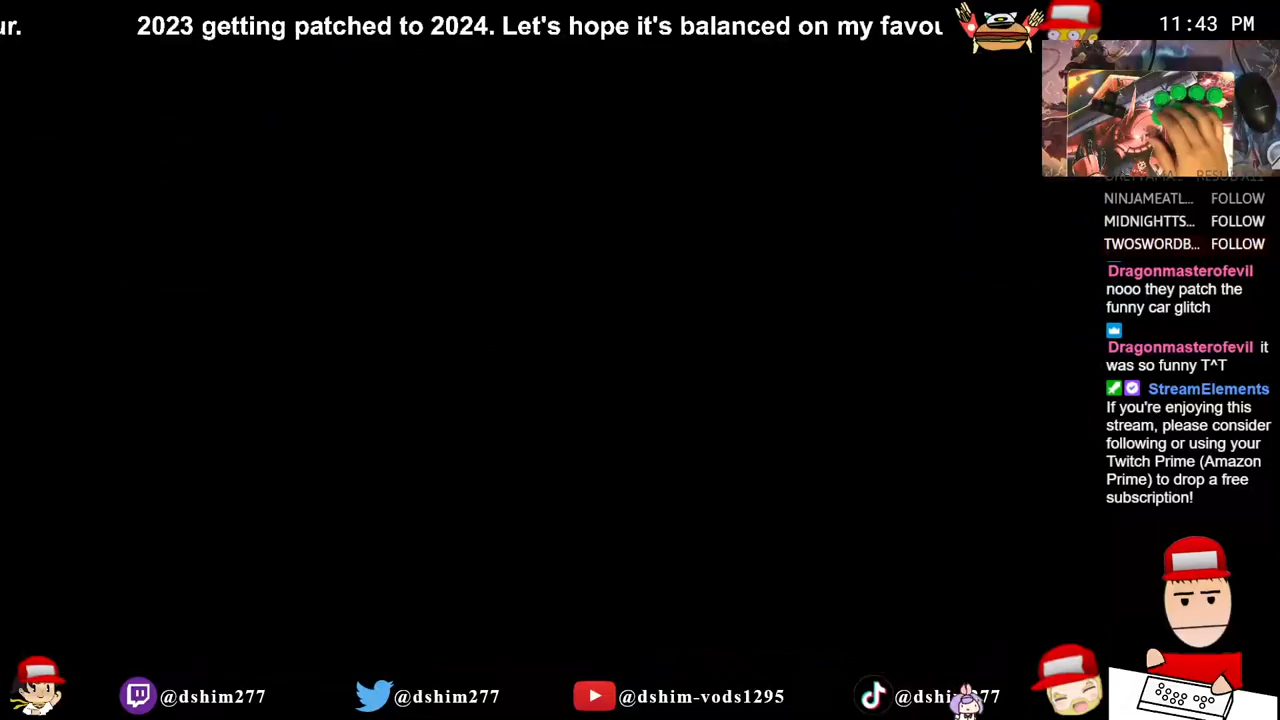 ur. 2023 getting patched to 2024. Let's hope it's balanced on my favou
11:43 PM
NINJAMEATL... FOLLOW
MIDNIGHTTS... FOLLOW
TWOSWORDB... FOLLOW
Dragonmasterofevil
nooo they patch the
funny car glitch
Dragonmasterofevil it
was so funny T^T
StreamElements
If you're enjoying this
stream, please consider
following or using your
Twitch Prime (Amazon
Prime) to drop a free
subscription!
@dshim277 @dshim277 @dshim-vods1295